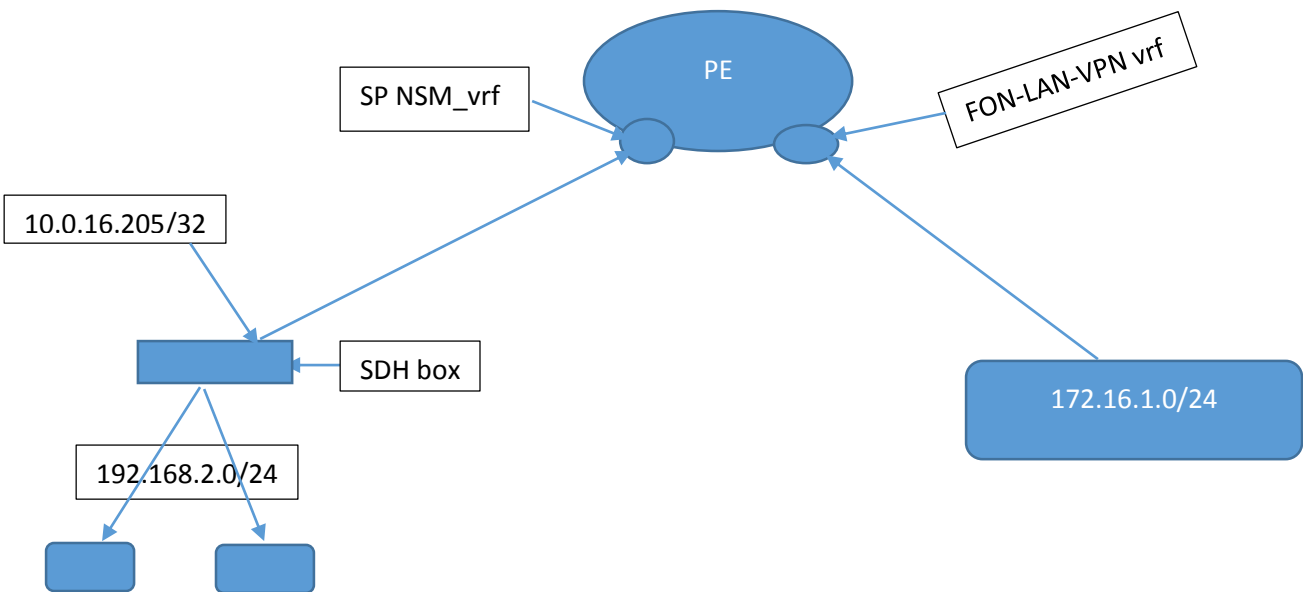 PE
SP NSM_vrf
FON-LAN-VPN vrf
10.0.16.205/32
SDH box
172.16.1.0/24
192.168.2.0/24